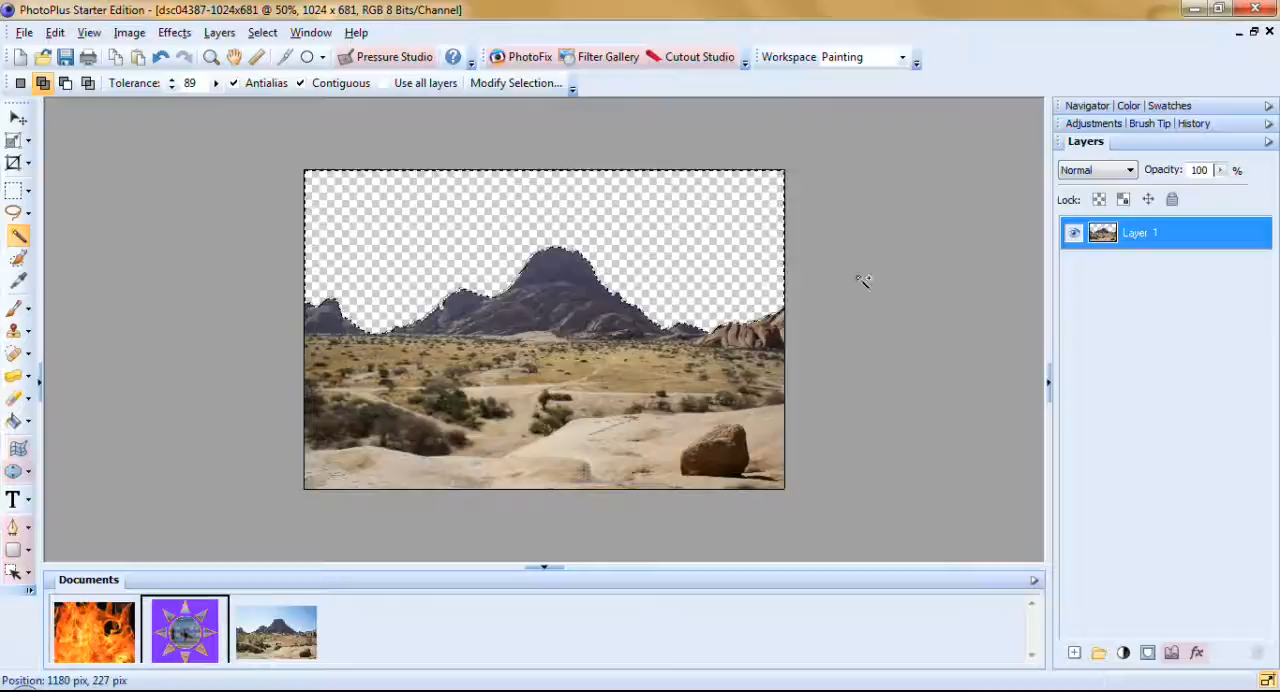 PhotoPlus Starter Edition - [dsc04387-1024x681 @ 50%, 1024 x 681, RGB 8 Bits/Channel]
File Edit View Image Effects Layers Select Window Help
Pressure Studio PhotoFix Filter Gallery Cutout Studio Workspace Painting
Tolerance: 89 Antialias Contiguous Use all layers Modify Selection...
Navigator Color Swatches
Adjustments Brush Tip History
Layers
Normal Opacity: 100 %
Lock:
Layer 1
T
Documents
fx
Position: 1180 pix, 227 pix